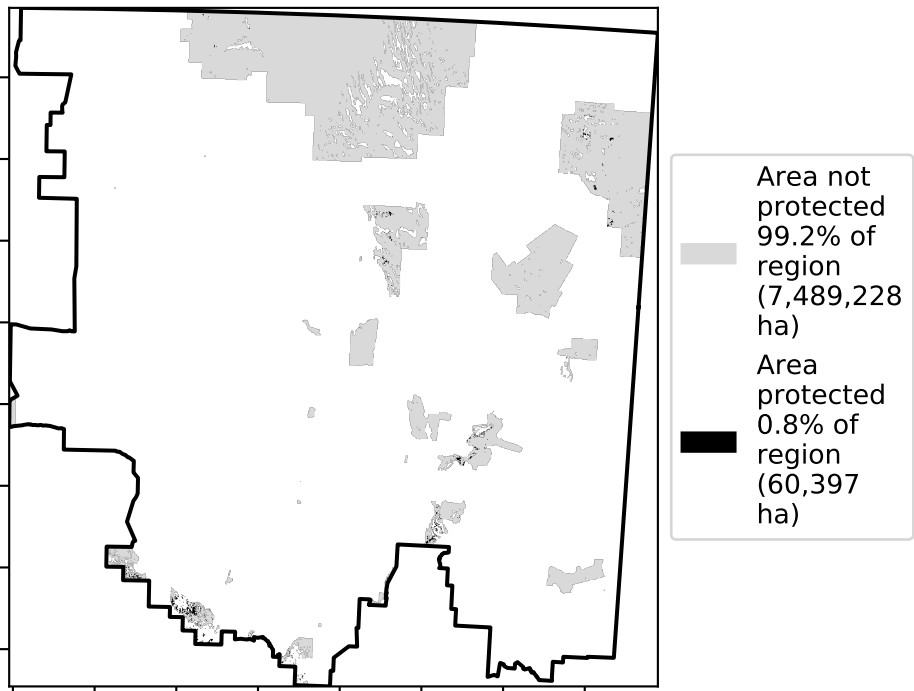 Area not
protected
99.2% of
region
(7,489,228
ha)
Area
protected
0.8% of
region
(60,397
ha)